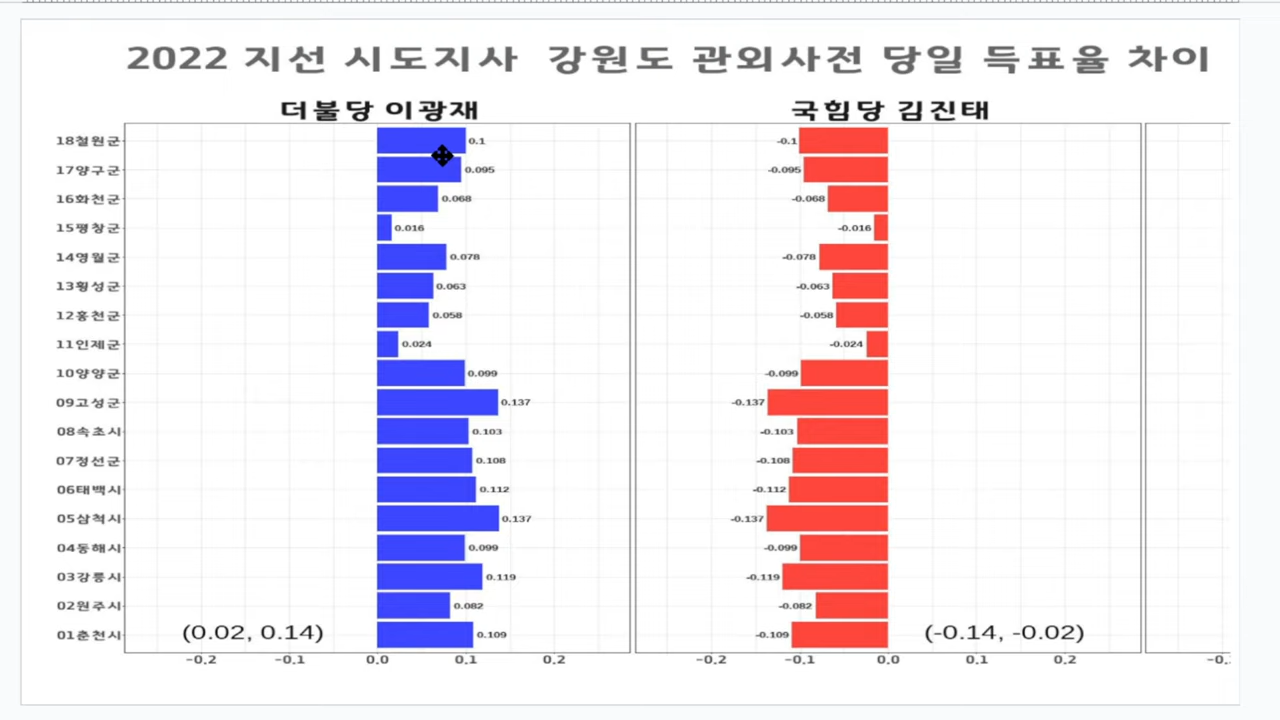 2022 지선 시도지사 강원도 관외사전 당일 득표율 차이
더불당 이광재 국힘당 김진태
18철원군 0.1 -0.1
17양구군 0.095 -0.095
16화천군 0.068 -0.068
15평창군 0.016 -0.016
14영월군 0.078 -0.078
13횡성군 0.063 -0.063
12홍천군 0.058 -0.058
11인제군 0.024 -0.024
10양양군 0.099 -0.099
09고성군 0.137 -0.137
08속초시 0.103 -0.103
07정선군 0.108 -0.108
06태백시 0.112 -0.112
05삼척시 0.137 -0.137
04동해시 0.099 -0.099
03강릉시 0.119 -0.119
02원주시 0.082 -0.082
01춘천시 (0.02, 0.14) 0.109 -0.109 (-0.14, -0.02)
-0.2 -0.1 0.0 0.1 0.2 -0.2 -0.1 0.0 0.1 0.2